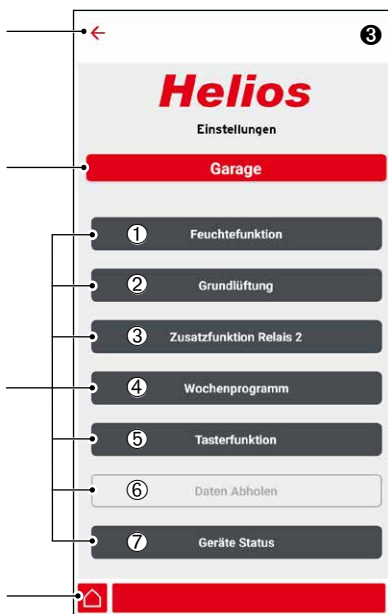 ❸
Helios
Einstellungen
Garage
① Feuchtefunktion
② Grundlüftung
③ Zusatzfunktion Relais 2
④ Wochenprogramm
⑤ Tasterfunktion
⑥ Daten Abholen
⑦ Geräte Status